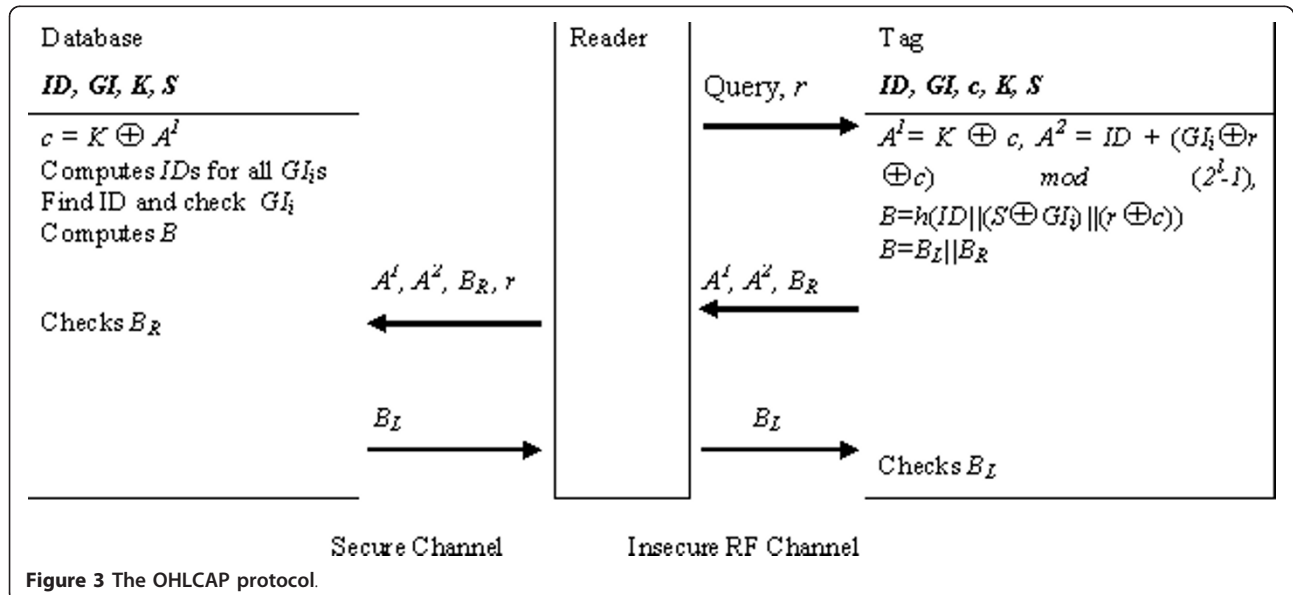 Database
ID, GI, K, S
c = K ⊕ A¹
Computes IDs for all GIᵢs
Find ID and check GIᵢ
Computes B
Checks B_R
Reader
Query, r
A¹, A², B_R, r
A¹, A², B_R
B_L
B_L
Tag
ID, GI, c, K, S
A¹= K ⊕ c, A² = ID + (GIᵢ⊕r
⊕c) mod (2ˡ-1),
B=h(ID||(S⊕GIᵢ)||(r ⊕c))
B=B_L||B_R
Checks B_L
Secure Channel
Insecure RF Channel
Figure 3 The OHLCAP protocol.